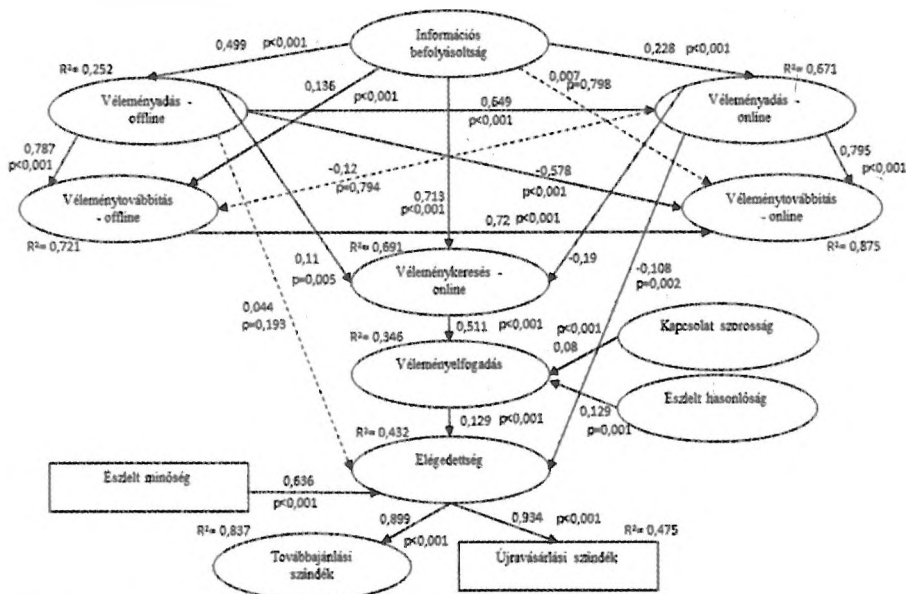 Információs
befolyásoltság
0,499 p<0,001
0,228 p<0,001
R²= 0,252
R²= 0,671
Véleményadás -
offline
Véleményadás -
online
0,136
p<0,001
0,649
p<0,001
0,007
p=0,798
0,787
p<0,001
0,795
p<0,001
-0,12
p=0,794
-0,578
p<0,001
Véleménytovábbítás
- offline
Véleménytovábbítás
- online
0,713
p<0,001
0,72 p<0,001
R²= 0,721
R²= 0,875
R²= 0,691
0,11
p=0,005
Véleménykeresés -
online
-0,19
-0,108
p=0,002
0,044
p=0,193
0,511 p<0,001
R²= 0,346
p<0,001
0,08
Kapcsolat szorosság
Véleményelfogadás
Észlelt hasonlóság
0,129
p=0,001
0,129 p<0,001
R²= 0,432
Elégedettség
Észlelt minőség
0,636
p<0,001
R²= 0,837
0,899
p<0,001
0,934 p<0,001
R²= 0,475
Továbbajánlási
szándék
Újravásárlási szándék